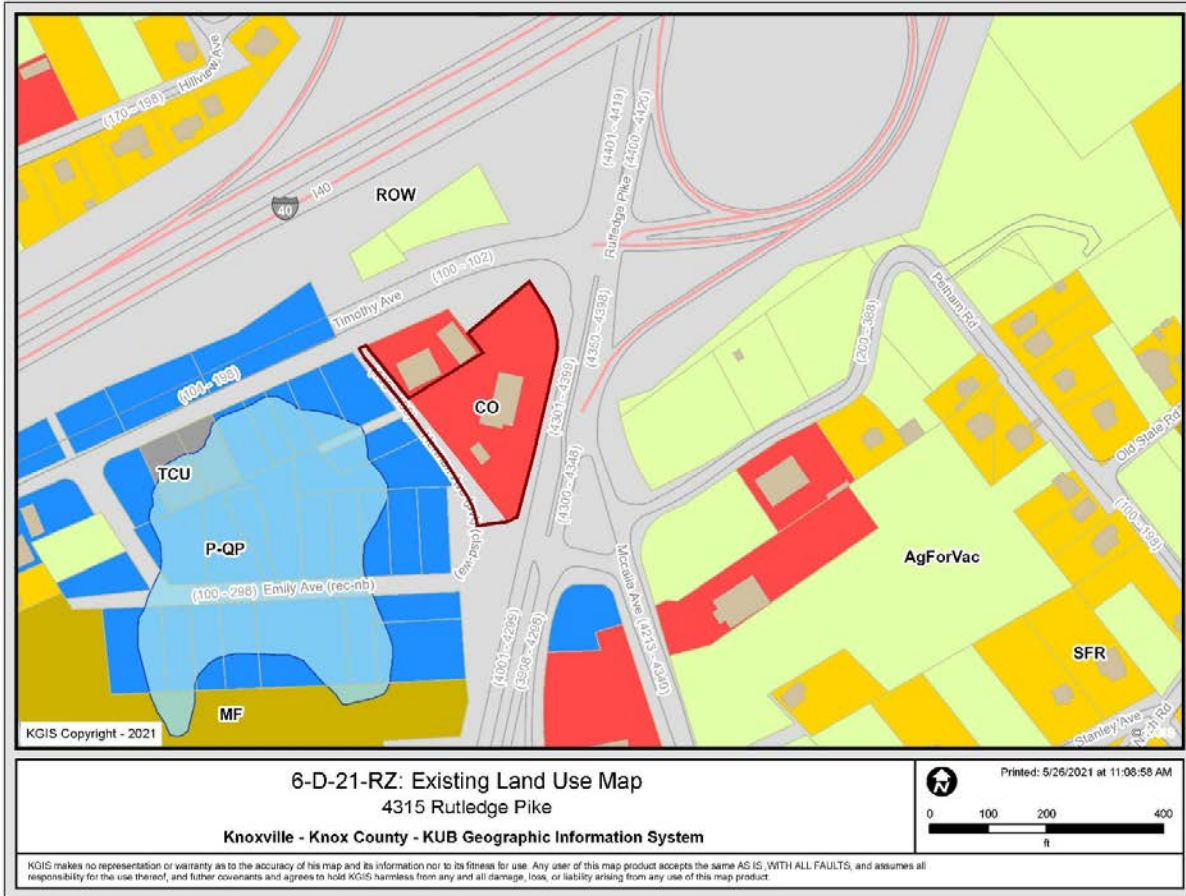 Hillview Ave
(170 - 198)
(4401 - 4419)
Rutledge Pike (4400 - 4420)
ROW
I40
40
(100 - 102)
Timothy Ave
(4350 - 4398)
Pelham Rd
(200 - 368)
(104 - 198)
CO
(4301 - 4399)
(4300 - 4348)
Old State Rd
TCU
(100 - 198)
P-QP
AgForVac
(100 - 298) Emily Ave (rec-nb)
Mccalla Ave (4213 - 4349)
(4001 - 4299)
(3908 - 4298)
SFR
MF
Stanley Ave
KGIS Copyright - 2021
6-D-21-RZ: Existing Land Use Map
4315 Rutledge Pike
Knoxville - Knox County - KUB Geographic Information System
N
Printed: 5/26/2021 at 11:08:58 AM
0 100 200 400
ft
KGIS makes no representation or warranty as to the accuracy of his map and its information nor to its fitness for use. Any user of this map product accepts the same AS IS ,WITH ALL FAULTS, and assumes all
responsibility for the use thereof, and futher covenants and agrees to hold KGIS harmless from any and all damage, loss, or liability arising from any use of this map product.